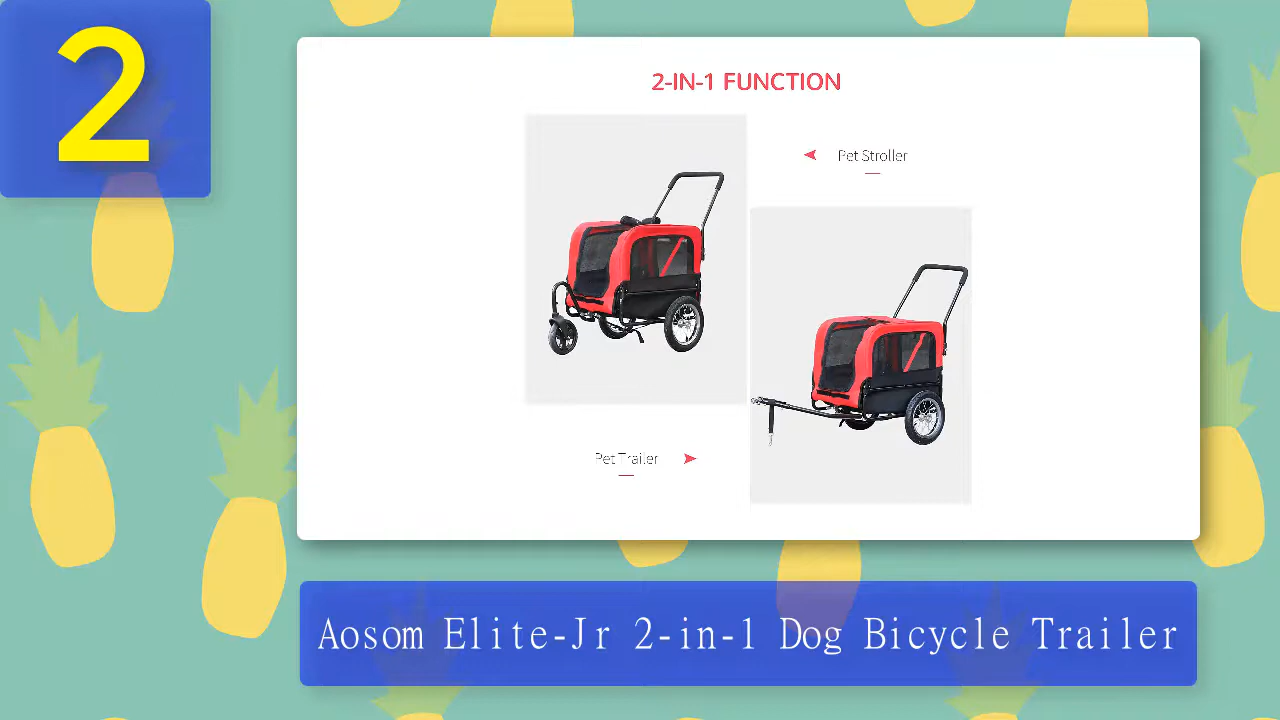 2
2-IN-1 FUNCTION
Pet Stroller
Pet Trailer
Aosom Elite-Jr 2-in-1 Dog Bicycle Trailer